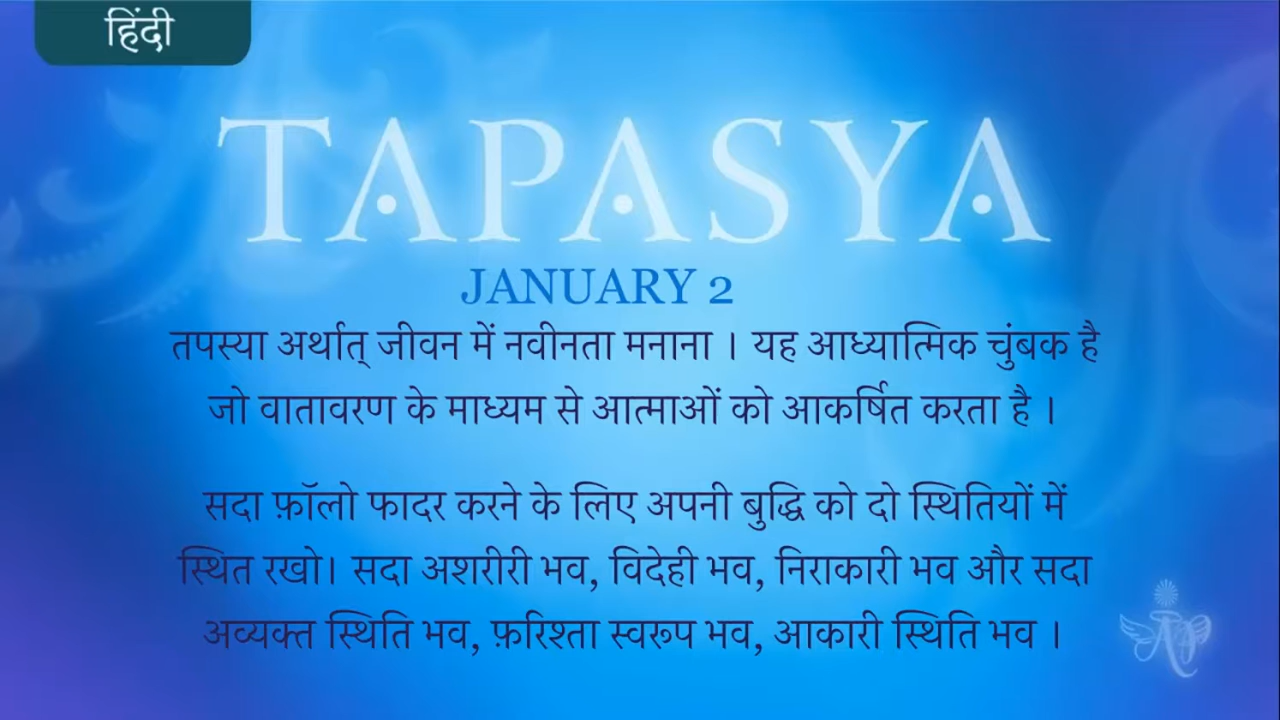 हिंदी
TAPASYA
JANUARY 2
तपस्या अर्थात् जीवन में नवीनता मनाना । यह आध्यात्मिक चुंबक है
जो वातावरण के माध्यम से आत्माओं को आकर्षित करता है ।
सदा फ़ॉलो फादर करने के लिए अपनी बुद्धि को दो स्थितियों में
स्थित रखो। सदा अशरीरी भव, विदेही भव, निराकारी भव और सदा
अव्यक्त स्थिति भव, फ़रिश्ता स्वरूप भव, आकारी स्थिति भव ।